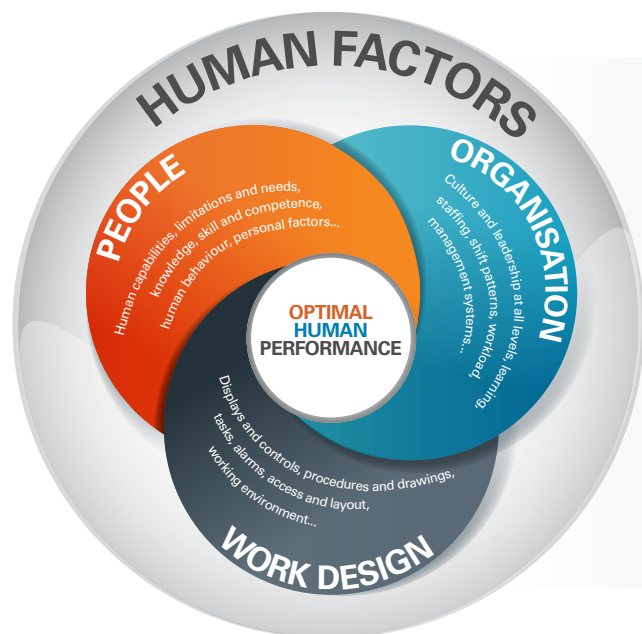 HUMAN FACTORS
PEOPLE
Human capabilities, limitations and needs,
knowledge, skill and competence,
human behaviour, personal factors...
ORGANISATION
Culture and leadership at all levels, learning,
staffing, shift patterns, workload,
management systems...
OPTIMAL
HUMAN
PERFORMANCE
Displays and controls, procedures and drawings,
tasks, alarms, access and layout,
working environment...
WORK DESIGN